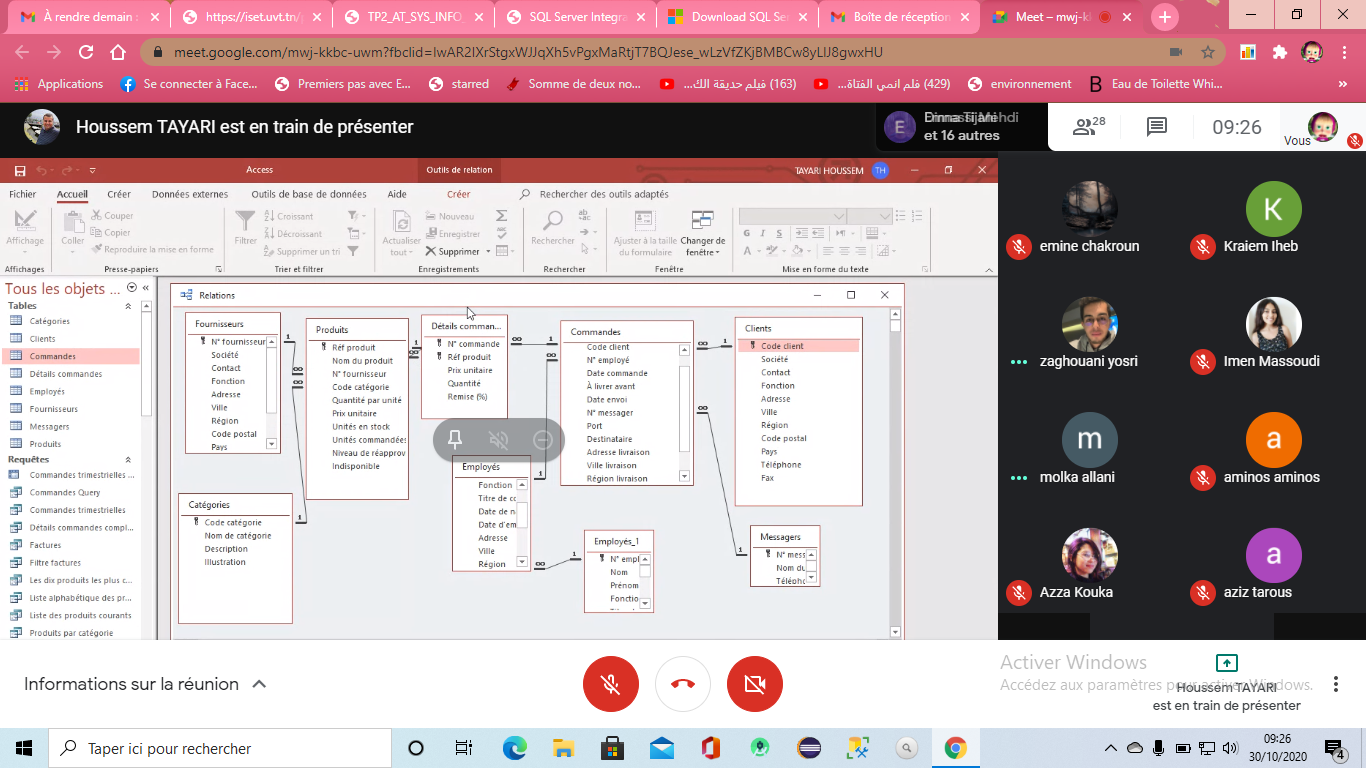 À rendre demain :
https://iset.uvt.tn/p
TP2_AT_SYS_INFO_
SQL Server Integra
Download SQL Se
Boîte de réception
Meet – mwj-k
meet.google.com/mwj-kkbc-uwm?fbclid=IwAR2IXrStgxWJJqXh5vPgxMaRtjT7BQJese_wLzVfZKjBMBCw8yLlJ8gwxHU
Applications
Se connecter à Face...
Premiers pas avec E...
starred
Somme de deux no...
(163) فيلم حديقة الك...
(429) فلم انمي الفتاة...
environnement
Eau de Toilette Whi...
»
Houssem TAYARI est en train de présenter
E
et 16 autres
28
09:26
Vous
Access
Outils de relation
TAYARI HOUSSEM
TH
Fichier
Accueil
Créer
Données externes
Outils de base de données
Aide
Créer
Rechercher des outils adaptés
Affichage
Affichages
Coller
Couper
Copier
Reproduire la mise en forme
Presse-papiers
Filtrer
Croissant
Décroissant
Supprimer un tri
Trier et filtrer
Actualiser
tout
Nouveau
Enregistrer
Supprimer
Enregistrements
Rechercher
Rechercher
Ajuster à la taille
du formulaire
Changer de
fenêtre
Fenêtre
G I S
Mise en forme du texte
Tous les objets ...
Tables
Catégories
Clients
Commandes
Détails commandes
Employés
Fournisseurs
Messagers
Produits
Requêtes
Commandes trimestrielles ...
Commandes Query
Commandes trimestrielles
Détails commandes compl...
Factures
Filtre factures
Les dix produits les plus c...
Liste alphabétique des pr...
Liste des produits courants
Produits par catégorie
Relations
Fournisseurs
N° fournisseur
Société
Contact
Fonction
Adresse
Ville
Région
Code postal
Pays
Produits
Réf produit
Nom du produit
N° fournisseur
Code catégorie
Quantité par unité
Prix unitaire
Unités en stock
Unités commandées
Niveau de réapprov
Indisponible
Détails comman...
N° commande
Réf produit
Prix unitaire
Quantité
Remise (%)
Commandes
Code client
N° employé
Date commande
À livrer avant
Date envoi
N° messager
Port
Destinataire
Adresse livraison
Ville livraison
Région livraison
Clients
Code client
Société
Contact
Fonction
Adresse
Ville
Région
Code postal
Pays
Téléphone
Fax
Catégories
Code catégorie
Nom de catégorie
Description
Illustration
Employés
Fonction
Titre de co
Date de na
Date d'em
Adresse
Ville
Région
Employés_1
N° empl
Nom
Prénom
Fonctio
Messagers
N° mess
Nom du
Télépho
emine chakroun
K
Kraiem Iheb
zaghouani yosri
Imen Massoudi
m
molka allani
a
aminos aminos
Azza Kouka
a
aziz tarous
Informations sur la réunion
Activer Windows
Accédez aux paramètres pour activer Windows.
Houssem TAYARI
est en train de présenter
Taper ici pour rechercher
09:26
30/10/2020
4